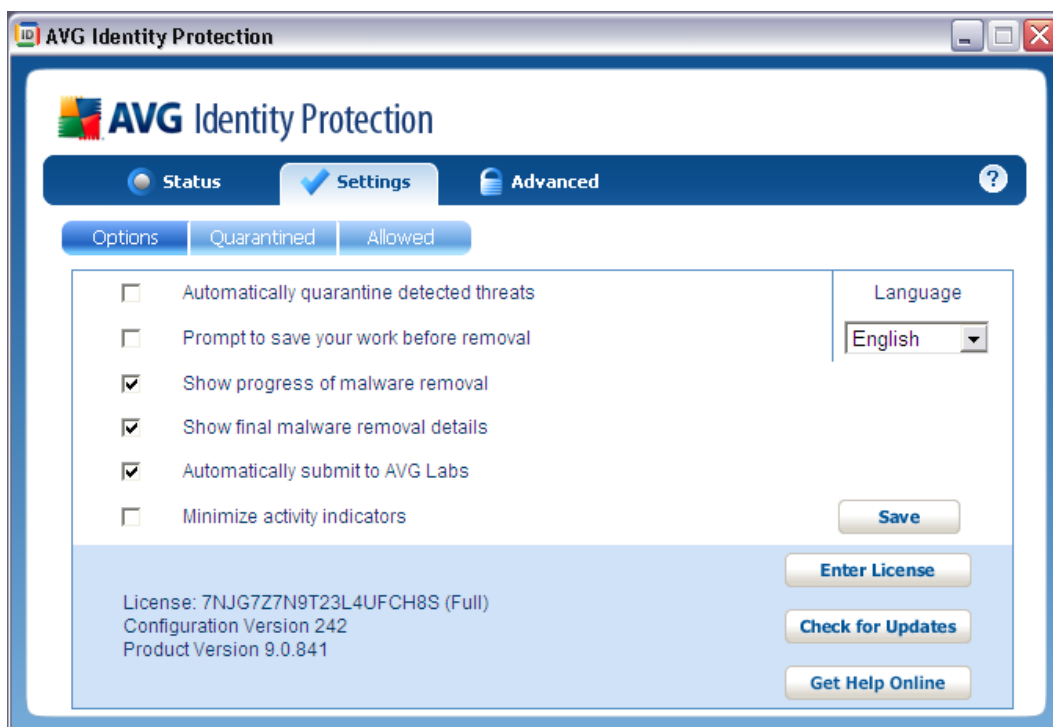 ID AVG Identity Protection
AVG Identity Protection
Status Settings Advanced ?
Options Quarantined Allowed
Automatically quarantine detected threats
Language
Prompt to save your work before removal
English
Show progress of malware removal
Show final malware removal details
Automatically submit to AVG Labs
Minimize activity indicators
Save
Enter License
License: 7NJG7Z7N9T23L4UFCH8S (Full)
Configuration Version 242
Check for Updates
Product Version 9.0.841
Get Help Online